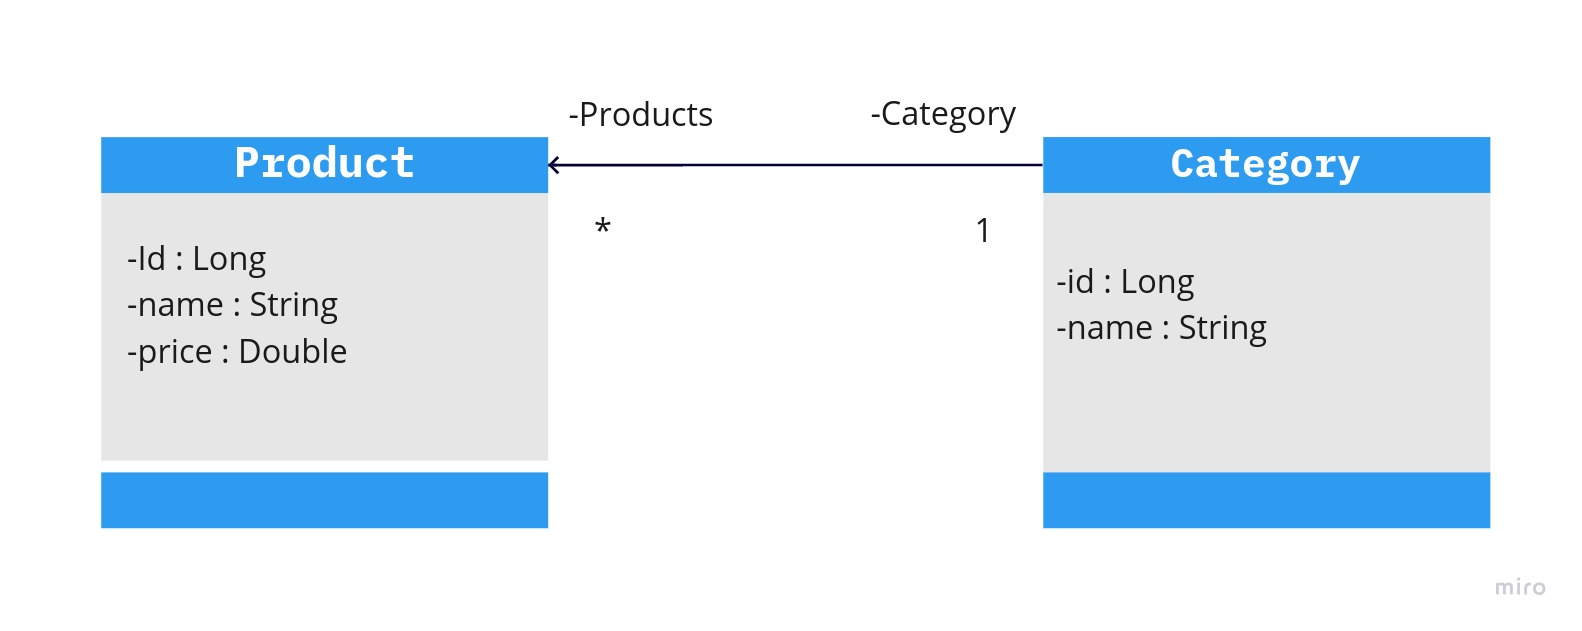 -Products
-Category
Product
Category
*
1
-Id : Long
-name : String
-price : Double
-id : Long
-name : String
miro